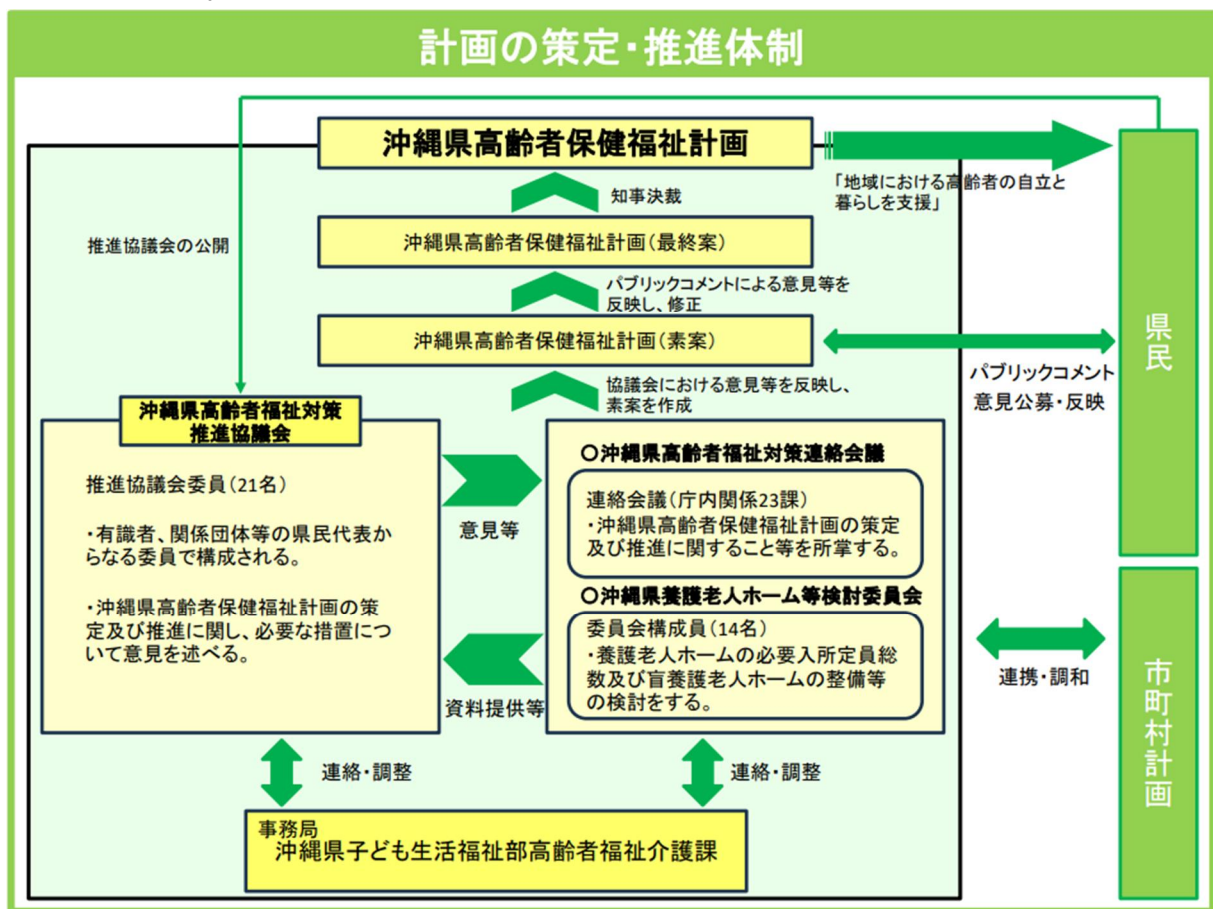 計画の策定・推進体制
沖縄県高齢者保健福祉計画
「地域における高齢者の自立と
暮らしを支援」
知事決裁
推進協議会の公開
沖縄県高齢者保健福祉計画(最終案)
パブリックコメントによる意見等を
反映し、修正
沖縄県高齢者保健福祉計画(素案)
県民
パブリックコメント
意見公募・反映
協議会における意見等を反映し、
素案を作成
沖縄県高齢者福祉対策
推進協議会
推進協議会委員(21名)
・有識者、関係団体等の県民代表か
らなる委員で構成される。
・沖縄県高齢者保健福祉計画の策
定及び推進に関し、必要な措置につ
いて意見を述べる。
意見等
資料提供等
〇沖縄県高齢者福祉対策連絡会議
連絡会議(庁内関係23課)
・沖縄県高齢者保健福祉計画の策定
及び推進に関すること等を所掌する。
〇沖縄県養護老人ホーム等検討委員会
委員会構成員(14名)
・養護老人ホームの必要入所定員総
数及び盲養護老人ホームの整備等
の検討をする。
連携・調和
市町村計画
連絡・調整
連絡・調整
事務局
沖縄県子ども生活福祉部高齢者福祉介護課